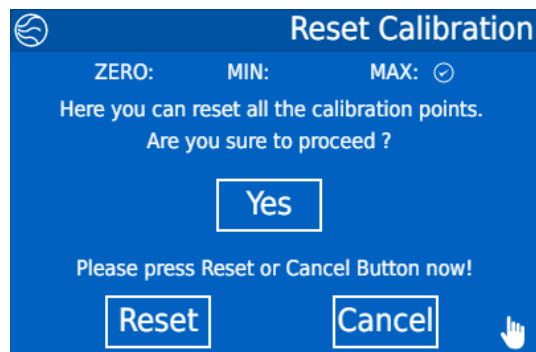 Reset Calibration
ZERO: MIN: MAX:
Here you can reset all the calibration points.
Are you sure to proceed ?
Yes
Please press Reset or Cancel Button now!
Reset Cancel